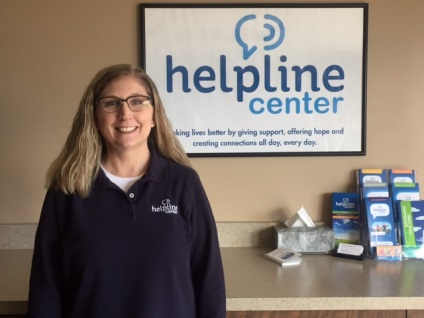 helpline
center
king lives better by giving support, offering hope and
creating connections all day, every day.
helpline
center